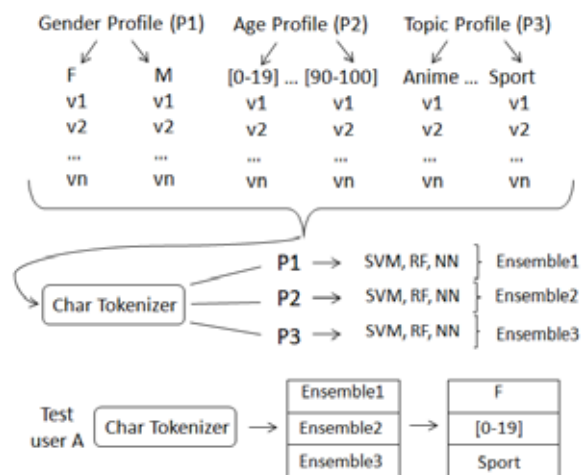 Gender Profile (P1) Age Profile (P2) Topic Profile (P3)
F M [0-19] ... [90-100] Anime ... Sport
v1 v1 v1 v1 v1 v1
v2 v2 v2 v2 v2 v2
... ... ... ... ... ...
vn vn vn vn vn vn
P1 SVM, RF, NN Ensemble1
Char Tokenizer P2 SVM, RF, NN Ensemble2
P3 SVM, RF, NN Ensemble3
Ensemble1 F
Test
user A Char Tokenizer Ensemble2 [0-19]
Ensemble3 Sport